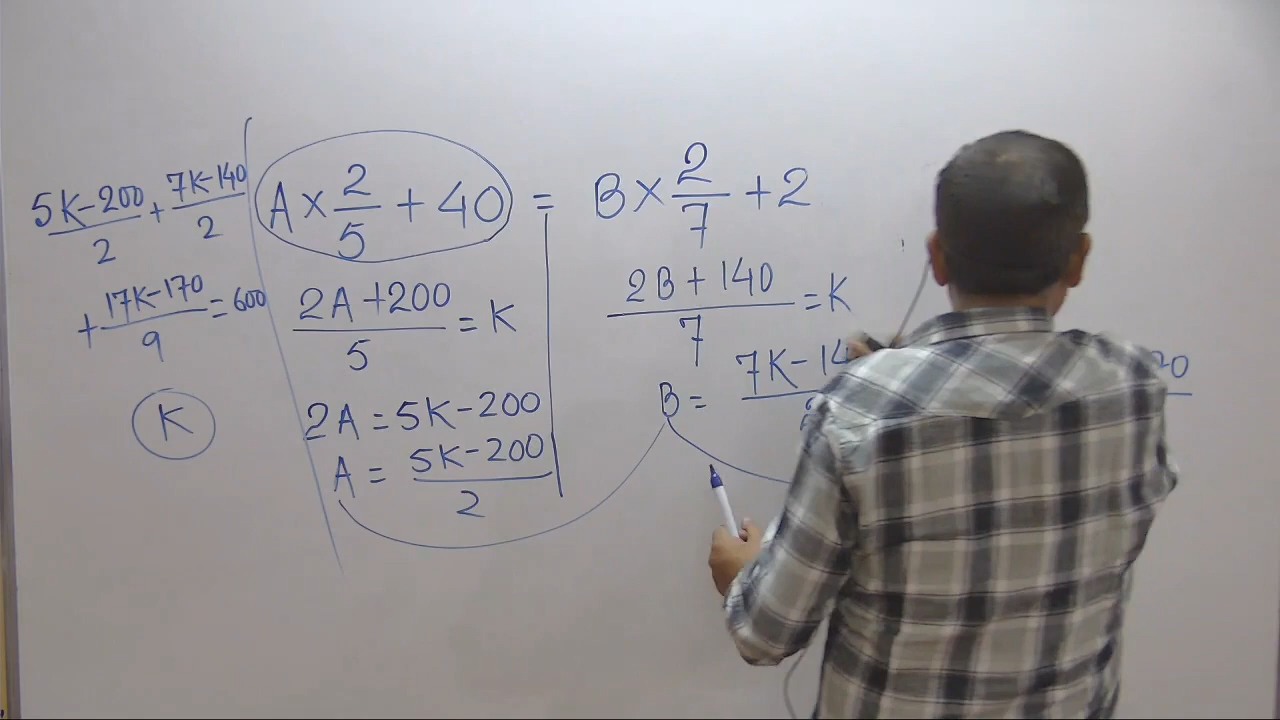 5K-200/2 + 7K-140/2
+ 17K-170/9 = 600
K
A × 2/5 + 40 = B × 2/7 + 2
2A + 200/5 = K
2A = 5K - 200
A = 5K - 200/2
2B + 140/7 = K
B = 7K - 14